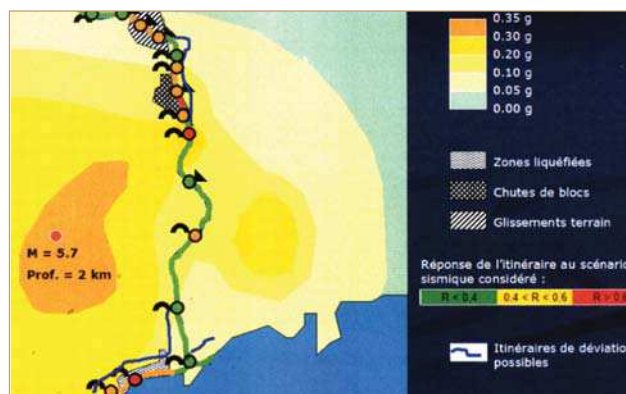 0.35 g
0.30 g
0.20 g
0.10 g
0.05 g
0.00 g
Zones liquéfiées
Chutes de blocs
Glissements terrain
M = 5.7
Prof. = 2 km
Réponse de l'itinéraire au scénario
sismique considéré :
R < 0,4 0.4 < R < 0,6 R > 0,6
Itinéraires de déviation
possibles